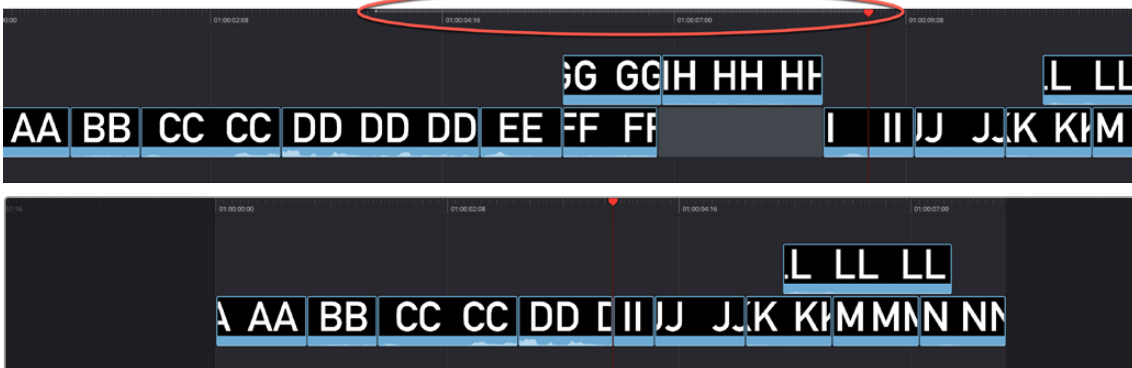 01:00:02:08 01:00:04:16 01:00:07:00 01:00:09:08
GG GG HH HH HH LL
AA BB CC CC DD DD DD EE FF FF II JJ KK M
01:00:00:00 01:00:02:08 01:00:04:16 01:00:07:00
LL LL LL
AA BB CC CC DD D II JJ KK MM NN